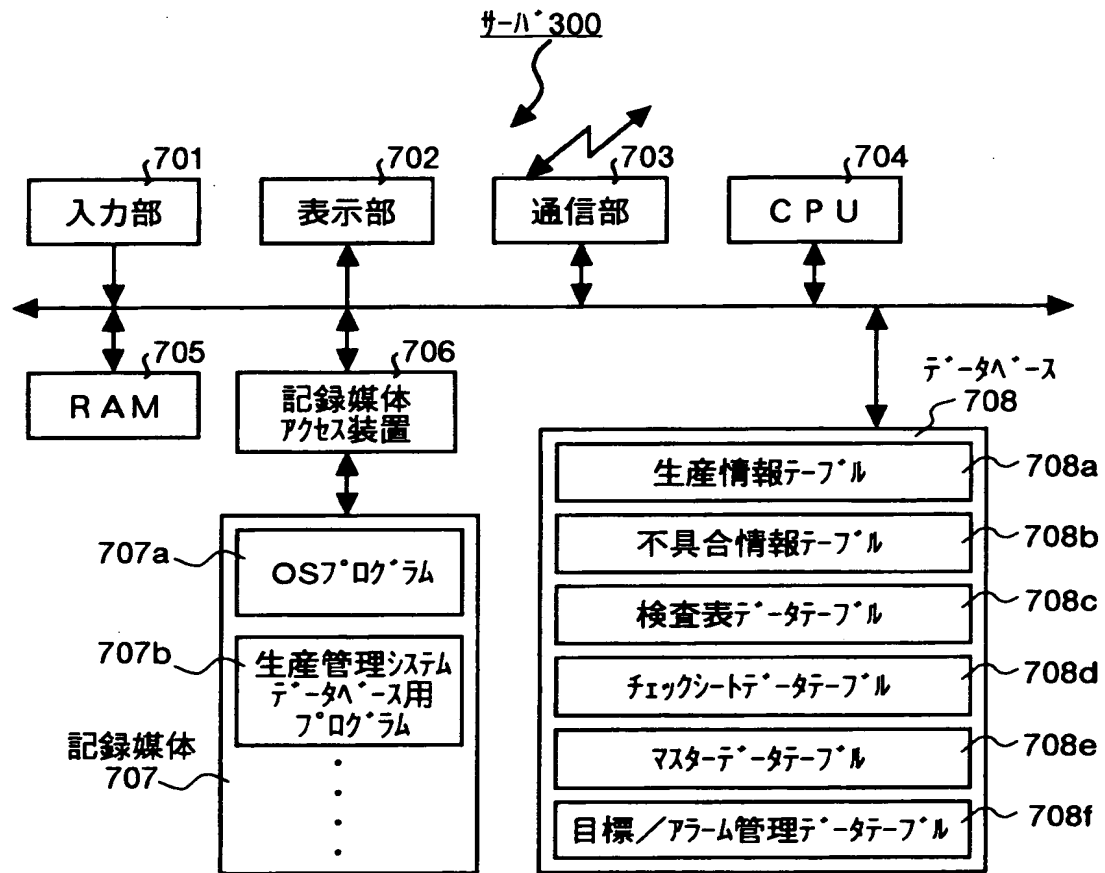 サーバ300
701
702
703
704
入力部
表示部
通信部
CPU
705
706
RAM
記録媒体
アクセス装置
データベース
708
707a
OSプログラム
707b
生産管理システム
データベース用
プログラム
記録媒体
707
生産情報テーブル
708a
不具合情報テーブル
708b
検査表データテーブル
708c
チェックシートデータテーブル
708d
マスターデータテーブル
708e
目標/アラーム管理データテーブル
708f